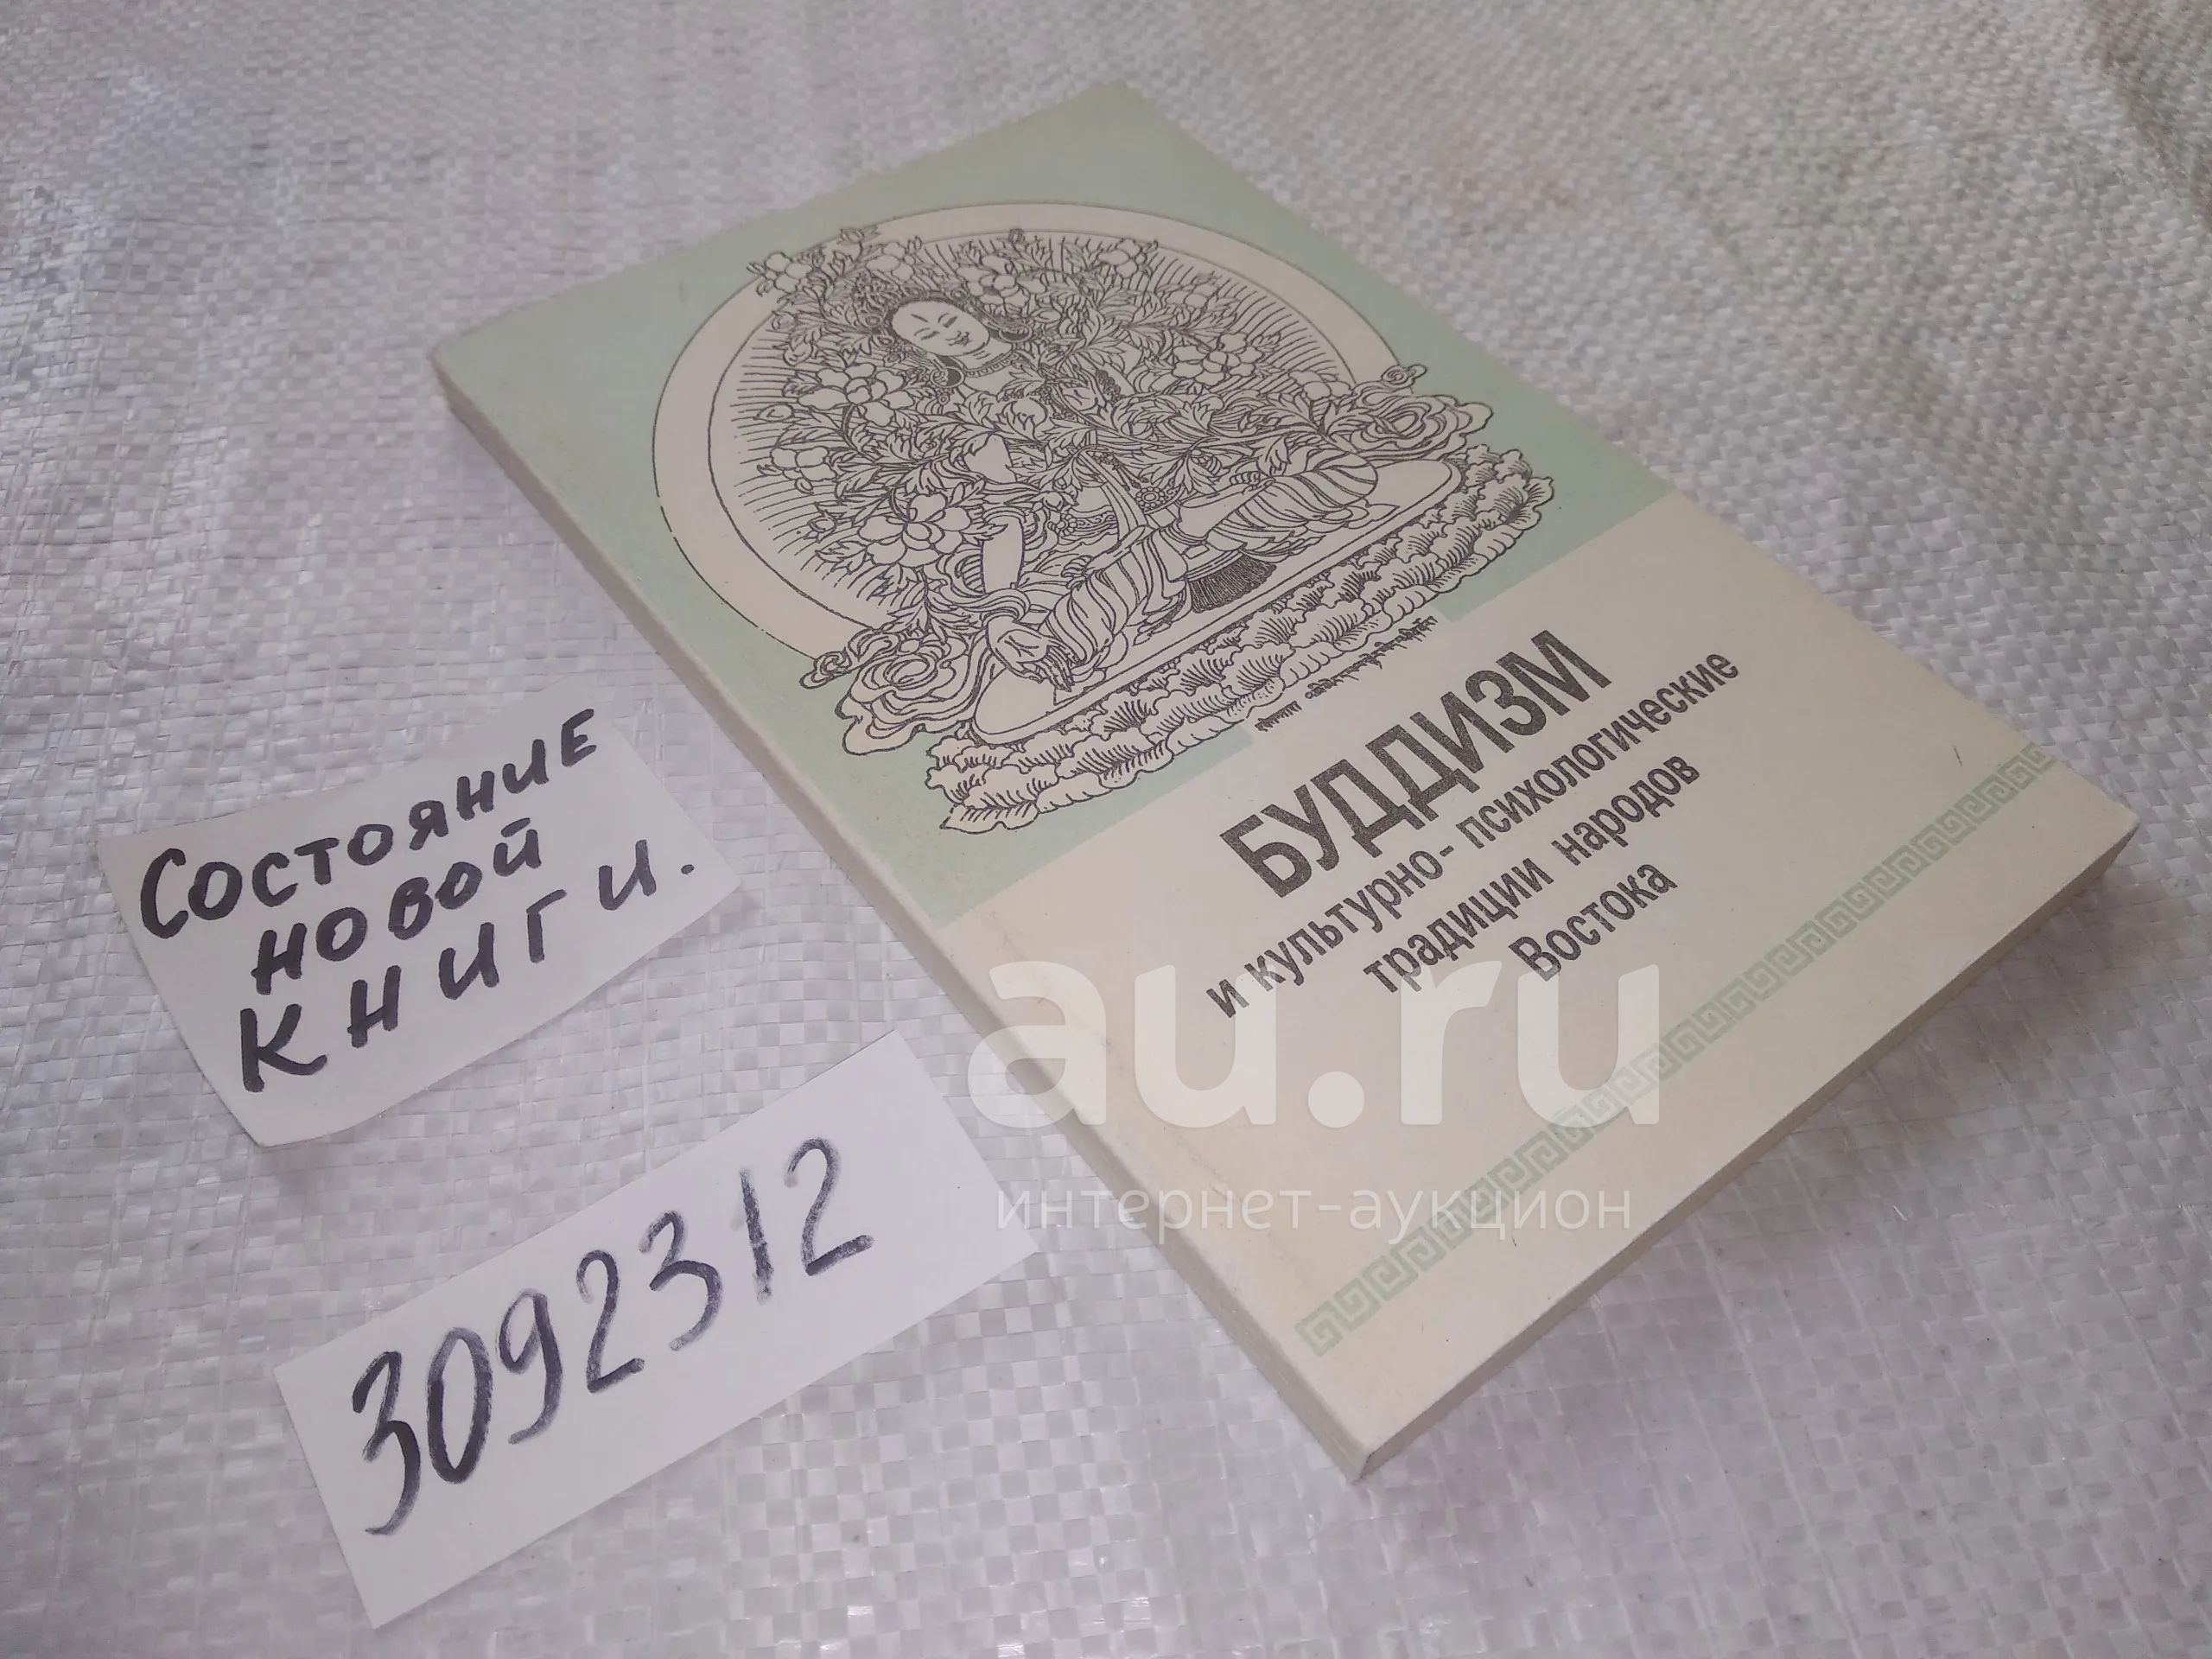 БУДДИЗМ
и культурно- психологические
традиции народов
Востока
Состояние
новой
книги.
3092312
au.ru
интернет-аукцион